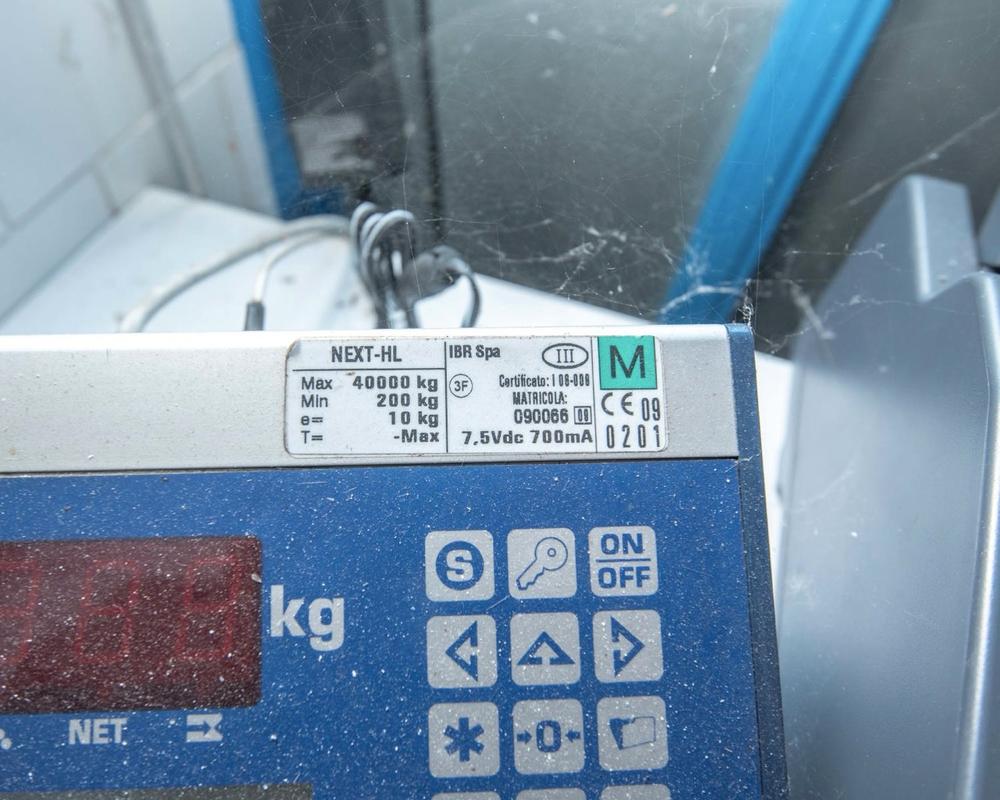 NEXT-HL
Max 40000 kg
Min 200 kg
e= 10 kg
T= -Max
IBR Spa III
3F
Certificato: I 08-089
MATRICOLA:
090066
7,5Vdc 700mA
M
CE 09
0201
kg
NET
S
ON
OFF
0